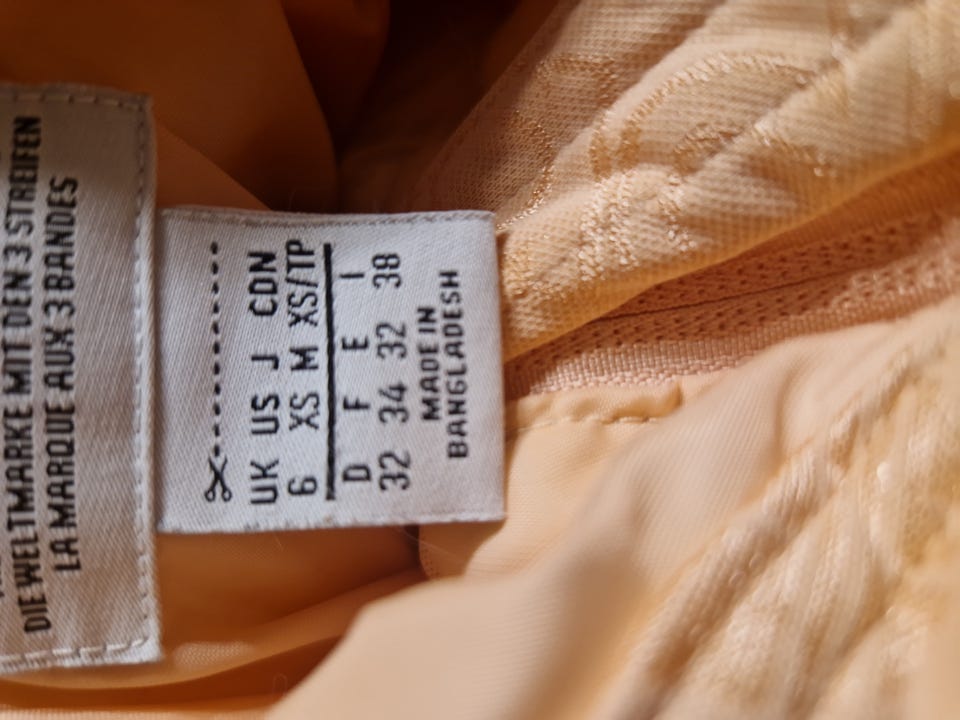 DIE WELTMARKE MIT DEN 3 STREIFEN
LA MARQUE AUX 3 BANDES
UK US J CDN
6 XS M XS/TP
D F E I
32 34 32 38
MADE IN
BANGLADESH